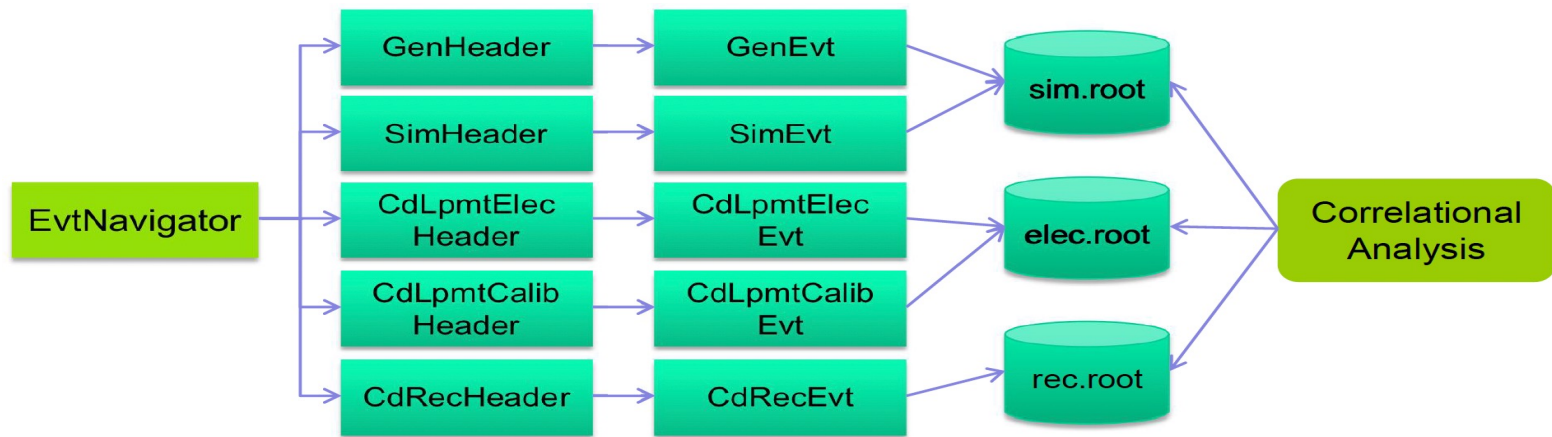 GenHeader
GenEvt
sim.root
SimHeader
SimEvt
EvtNavigator
CdLpmtElec
Header
CdLpmtElec
Evt
elec.root
Correlational
Analysis
CdLpmtCalib
Header
CdLpmtCalib
Evt
CdRecHeader
CdRecEvt
rec.root